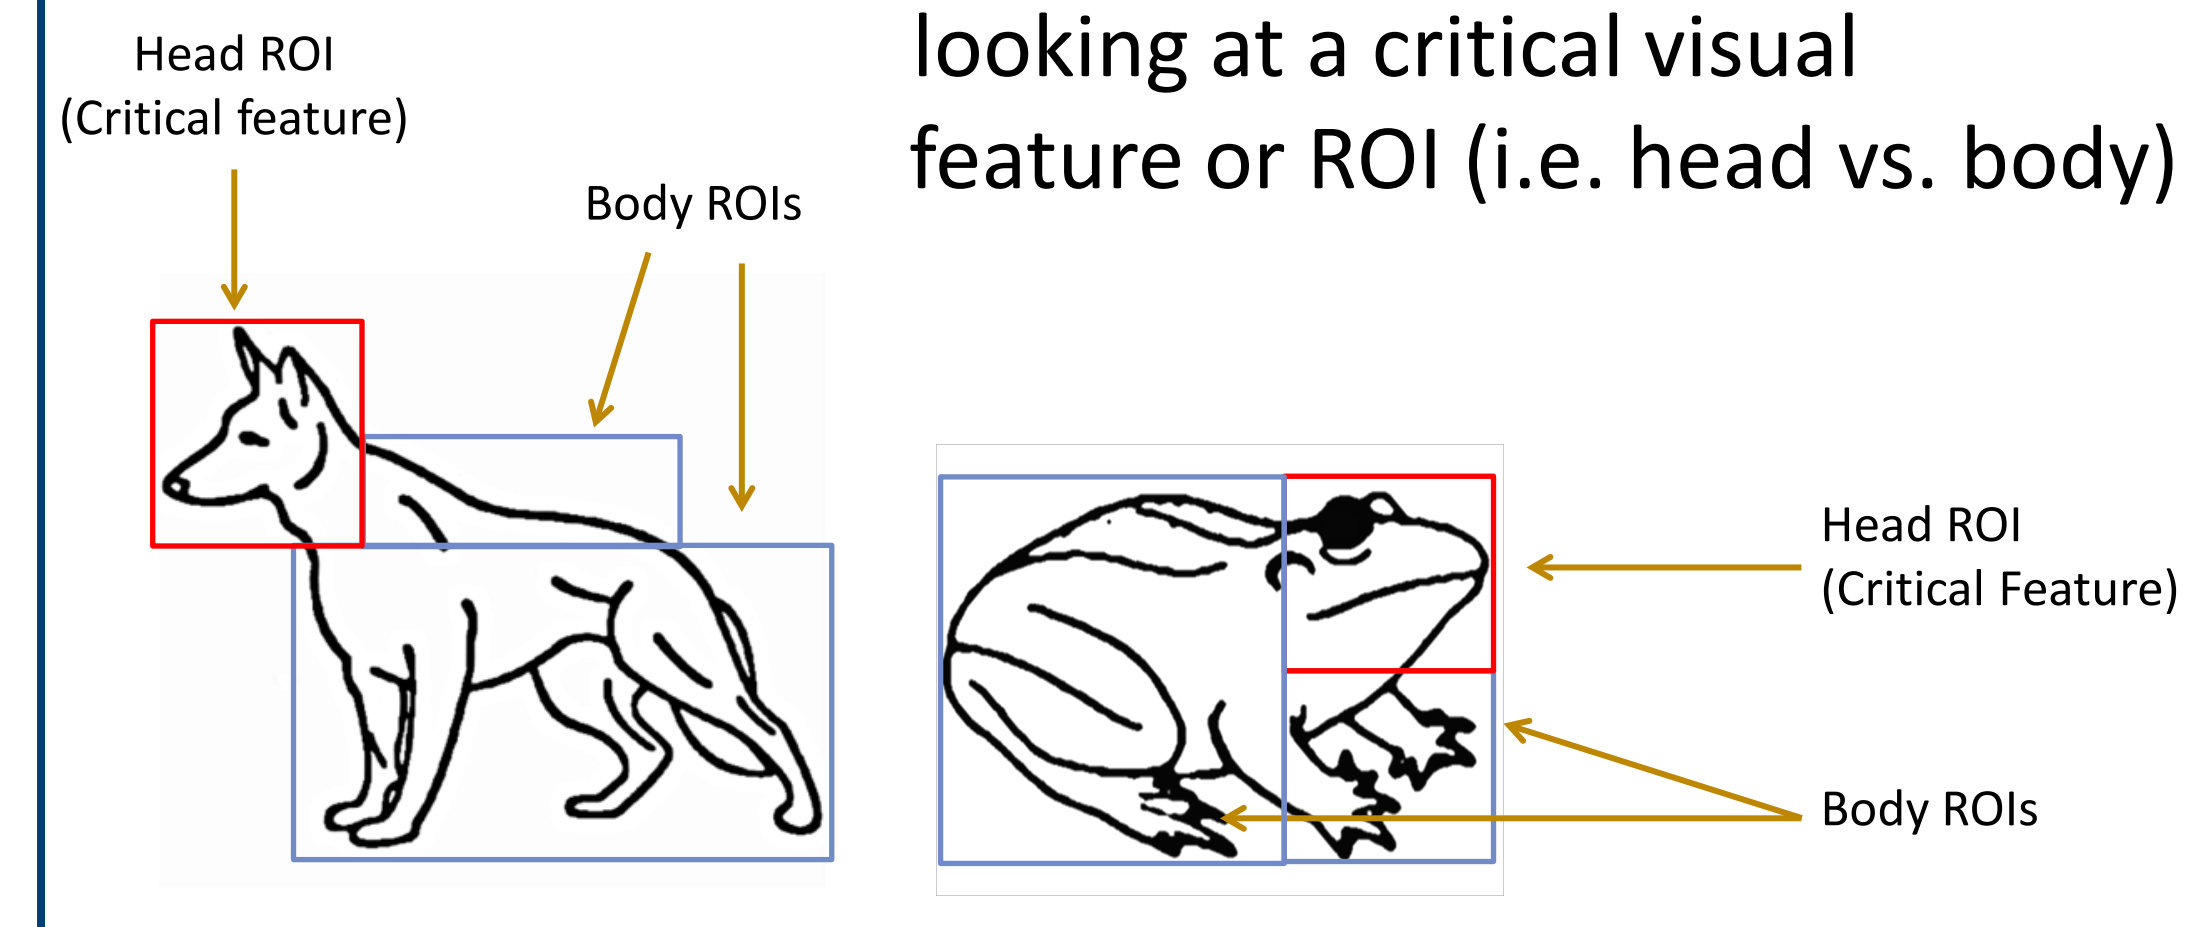 looking at a critical visual
feature or ROI (i.e. head vs. body)
Head ROI
(Critical feature)
Body ROIs
Head ROI
(Critical Feature)
Body ROIs